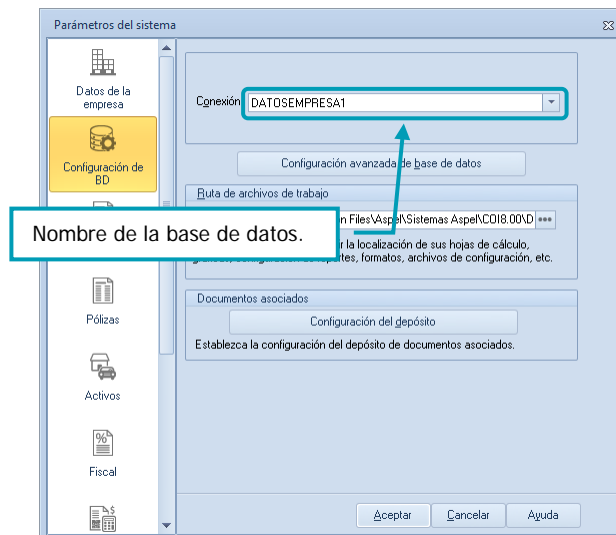 Parámetros del sistema
Datos de la
empresa
Configuración de
BD
Pólizas
Activos
Fiscal
Conexión DATOSEMPRESA1
Configuración avanzada de base de datos
Ruta de archivos de trabajo
Files\Aspel\Sistemas Aspel\COI8.00\D
la localización de sus hojas de cálculo,
formatos, archivos de configuración, etc.
Nombre de la base de datos.
Documentos asociados
Configuración del depósito
Establezca la configuración del depósito de documentos asociados.
Aceptar
Cancelar
Ayuda